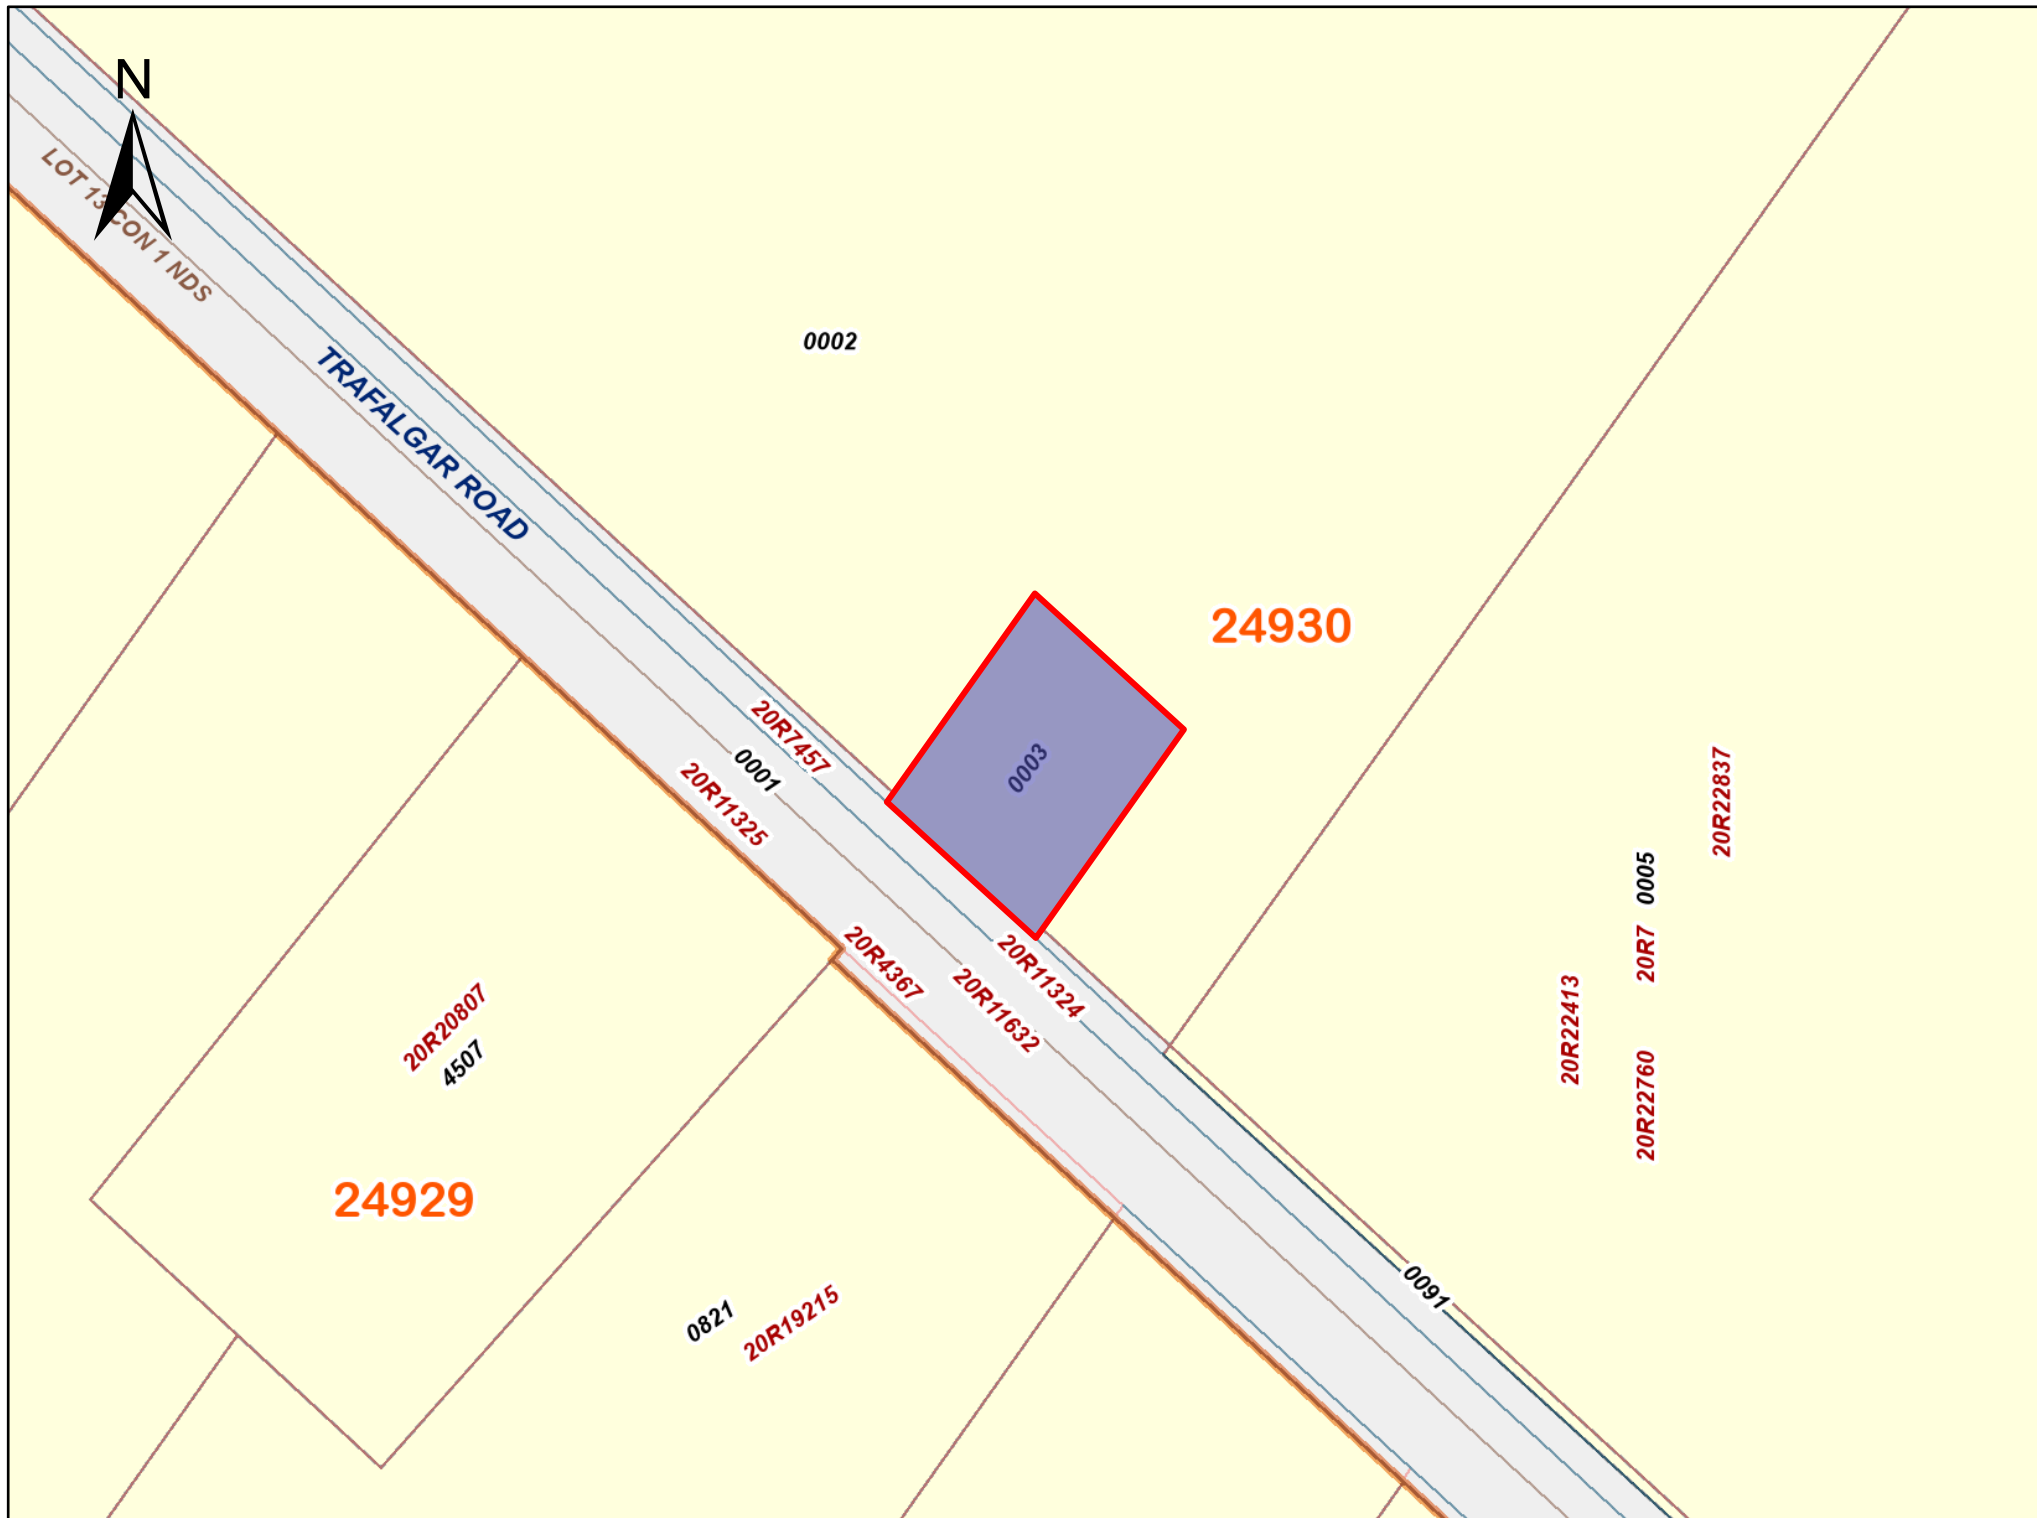 N
LOT 13 CON 1 NDS
TRAFALGAR ROAD
0002
24930
20R7457
0001
20R11325
0003
20R22837
0005
20R7
20R22413
20R22760
20R4367
20R11324
20R11632
20R20807
4507
24929
0821
20R19215
0091